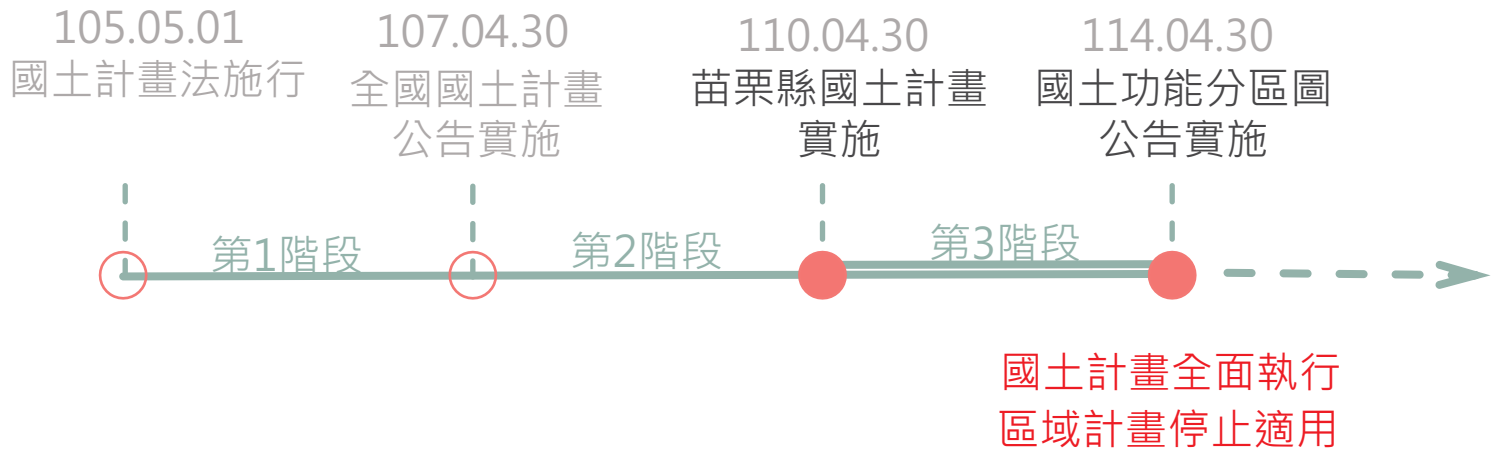 105.05.01
國土計畫法施行
107.04.30
全國國土計畫
公告實施
110.04.30
苗栗縣國土計畫
實施
114.04.30
國土功能分區圖
公告實施
第1階段
第2階段
第3階段
國土計畫全面執行
區域計畫停止適用